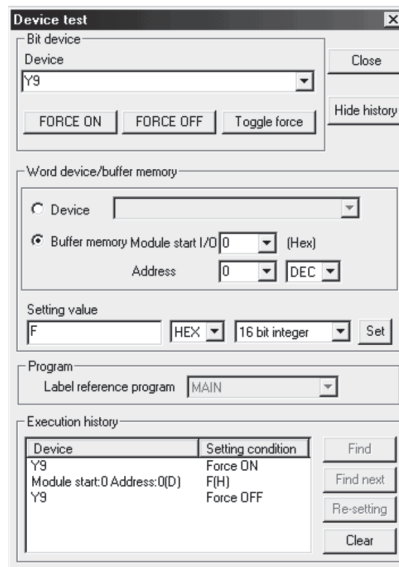 Device test
Bit device
Device
Y9
Close
FORCE ON FORCE OFF Toggle force
Hide history
Word device/buffer memory
Device
Buffer memory Module start I/O 0 (Hex)
Address 0 DEC
Setting value
F HEX 16 bit integer Set
Program
Label reference program MAIN
Execution history
Device Setting condition
Y9 Force ON
Module start:0 Address:0(D) F(H)
Y9 Force OFF
Find
Find next
Re-setting
Clear